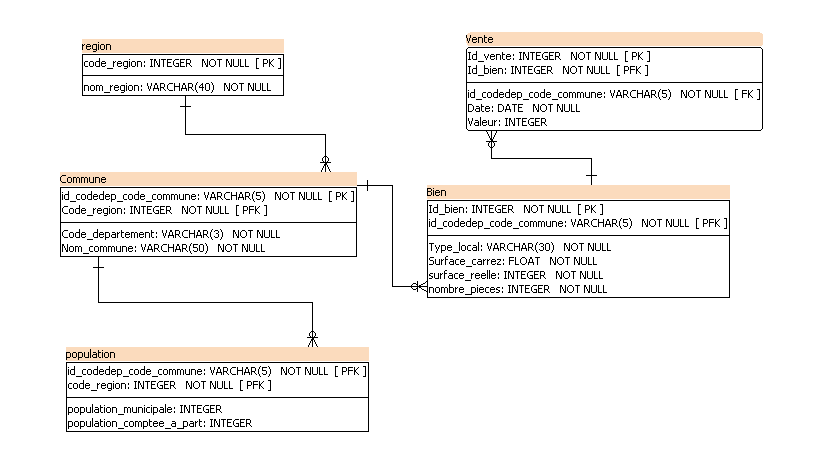 region
code_region: INTEGER NOT NULL [ PK ]
nom_region: VARCHAR(40) NOT NULL
Vente
Id_vente: INTEGER NOT NULL [ PK ]
Id_bien: INTEGER NOT NULL [ PFK ]
id_codedep_code_commune: VARCHAR(5) NOT NULL [ FK ]
Date: DATE NOT NULL
Valeur: INTEGER
Commune
id_codedep_code_commune: VARCHAR(5) NOT NULL [ PK ]
Code_region: INTEGER NOT NULL [ PFK ]
Code_departement: VARCHAR(3) NOT NULL
Nom_commune: VARCHAR(50) NOT NULL
Bien
Id_bien: INTEGER NOT NULL [ PK ]
id_codedep_code_commune: VARCHAR(5) NOT NULL [ PFK ]
Type_local: VARCHAR(30) NOT NULL
Surface_carrez: FLOAT NOT NULL
surface_reelle: INTEGER NOT NULL
nombre_pieces: INTEGER NOT NULL
population
id_codedep_code_commune: VARCHAR(5) NOT NULL [ PFK ]
code_region: INTEGER NOT NULL [ PFK ]
population_municipale: INTEGER
population_comptee_a_part: INTEGER